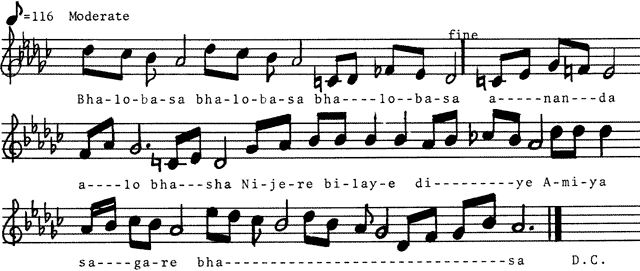 ♪=116 Moderate
fine
Bha-lo-ba-sa bha-lo-ba-sa bha----lo--ba-sa a-----nan---da
a----lo bha---sha Ni-je-re bi-lay-e di---------ye A-mi-ya
sa----ga-re bha-----------------------------sa D.C.